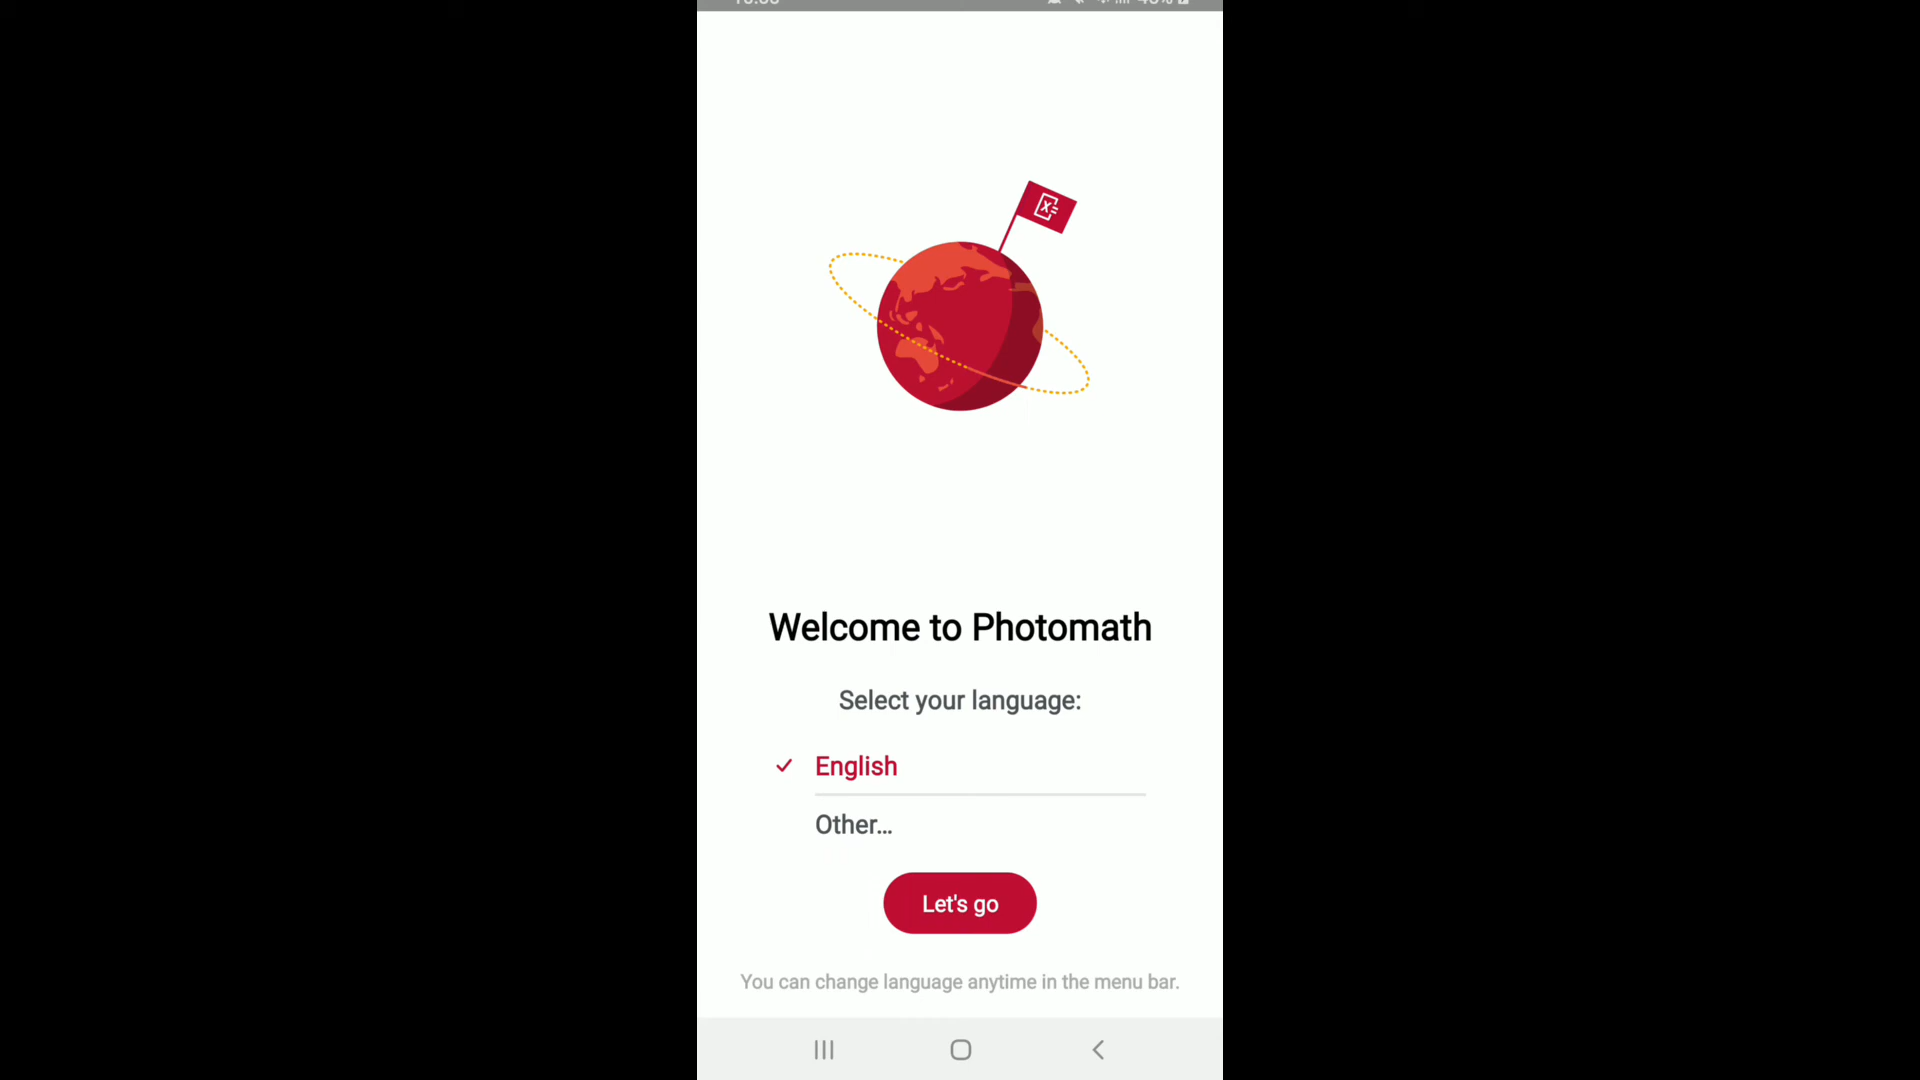 Welcome to Photomath
Select your language:
English
Other...
Let's go
You can change language anytime in the menu bar.